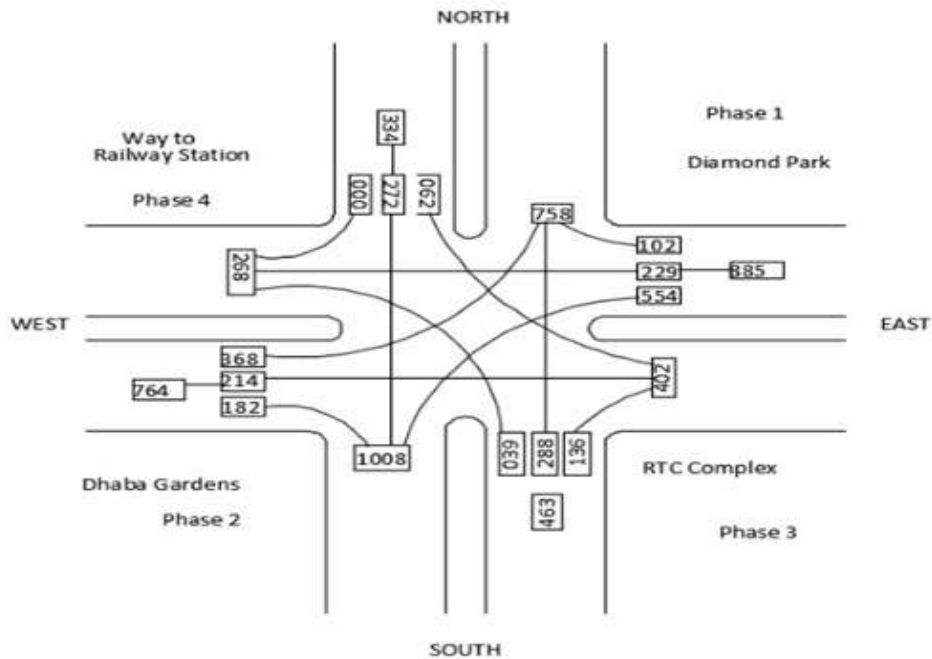 NORTH
334
Phase 1
Way to
Railway Station
Diamond Park
Phase 4
000
272
062
758
102
268
229
885
554
WEST
EAST
368
214
764
182
402
1008
039
288
136
RTC Complex
Dhaba Gardens
Phase 2
463
Phase 3
SOUTH